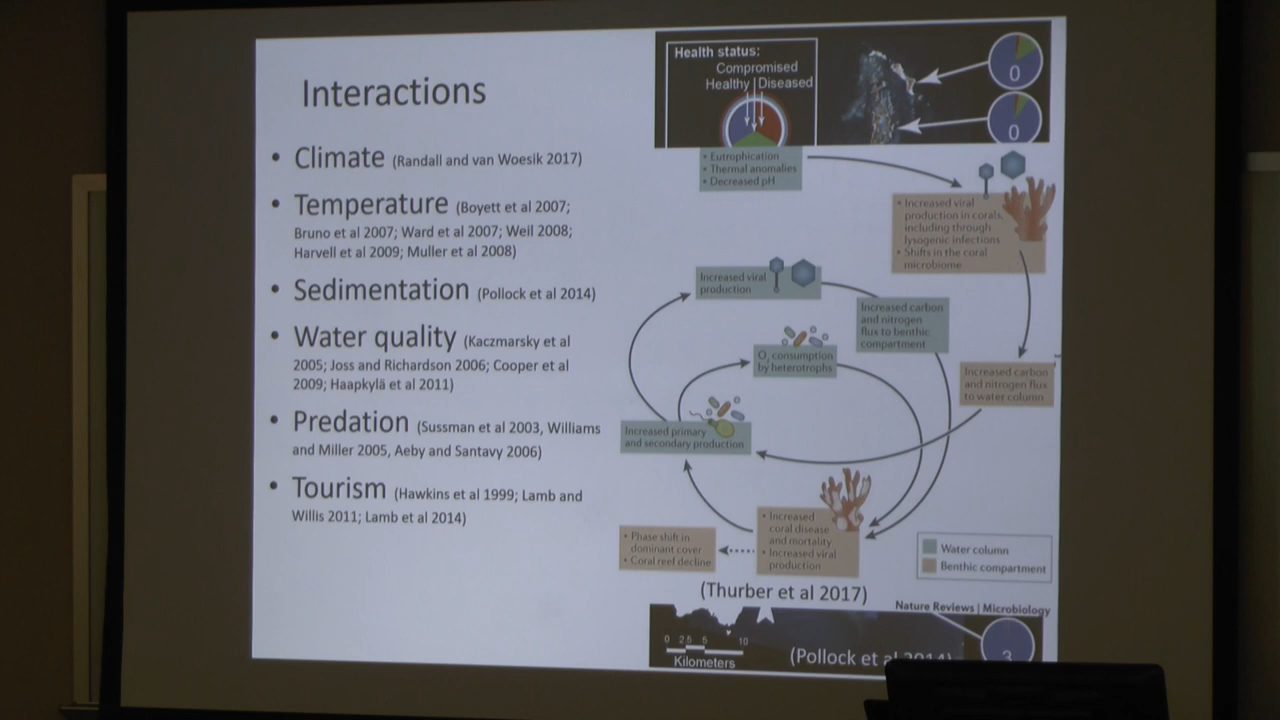 Interactions
• Climate (Randall and van Woesik 2017)
• Temperature (Boyett et al 2007;
Bruno et al 2007; Ward et al 2007; Weil 2008;
Harvell et al 2009; Muller et al 2008)
• Sedimentation (Pollock et al 2014)
• Water quality (Kaczmarsky et al
2005; Joss and Richardson 2006; Cooper et al
2009; Haapkylä et al 2011)
• Predation (Sussman et al 2003, Williams
and Miller 2005, Aeby and Santavy 2006)
• Tourism (Hawkins et al 1999; Lamb and
Willis 2011; Lamb et al 2014)
Health status:
Compromised
Healthy | Diseased
0
0
• Eutrophication
• Thermal anomalies
• Decreased pH
• Increased viral
production in corals,
including through
lysogenic infections
• Shifts in the coral
microbiome
Increased viral
production
Increased carbon
and nitrogen
flux to benthic
compartment
O₂ consumption
by heterotrophs
Increased carbon
and nitrogen flux
to water column
Increased primary
and secondary production
• Increased
coral disease
and mortality
• Increased viral
production
• Phase shift in
dominant cover
• Coral reef decline
Water column
Benthic compartment
(Thurber et al 2017)
Nature Reviews | Microbiology
0 2.5 5 10
Kilometers
(Pollock et al 2014)
3